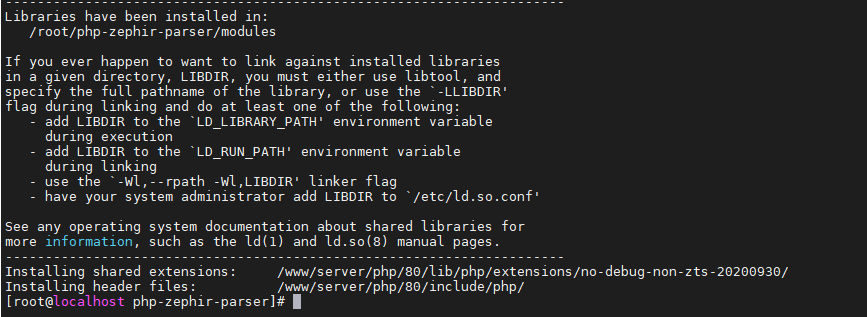 ----------------------------------------------------------------------
Libraries have been installed in:
   /root/php-zephir-parser/modules

If you ever happen to want to link against installed libraries
in a given directory, LIBDIR, you must either use libtool, and
specify the full pathname of the library, or use the `-LLIBDIR'
flag during linking and do at least one of the following:
   - add LIBDIR to the `LD_LIBRARY_PATH' environment variable
     during execution
   - add LIBDIR to the `LD_RUN_PATH' environment variable
     during linking
   - use the `-Wl,--rpath -Wl,LIBDIR' linker flag
   - have your system administrator add LIBDIR to `/etc/ld.so.conf'

See any operating system documentation about shared libraries for
more information, such as the ld(1) and ld.so(8) manual pages.
----------------------------------------------------------------------
Installing shared extensions:     /www/server/php/80/lib/php/extensions/no-debug-non-zts-20200930/
Installing header files:          /www/server/php/80/include/php/
[root@localhost php-zephir-parser]#